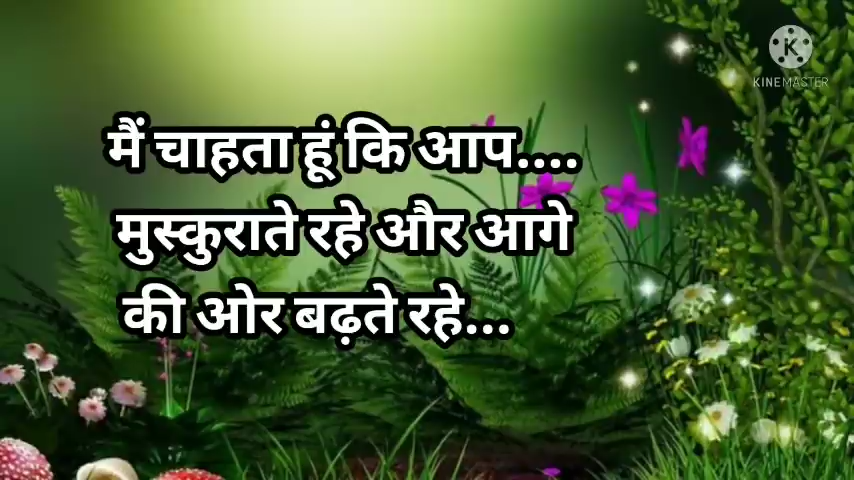 KINEMASTER
मैं चाहता हूं कि आप....
मुस्कुराते रहे और आगे
की ओर बढ़ते रहे...